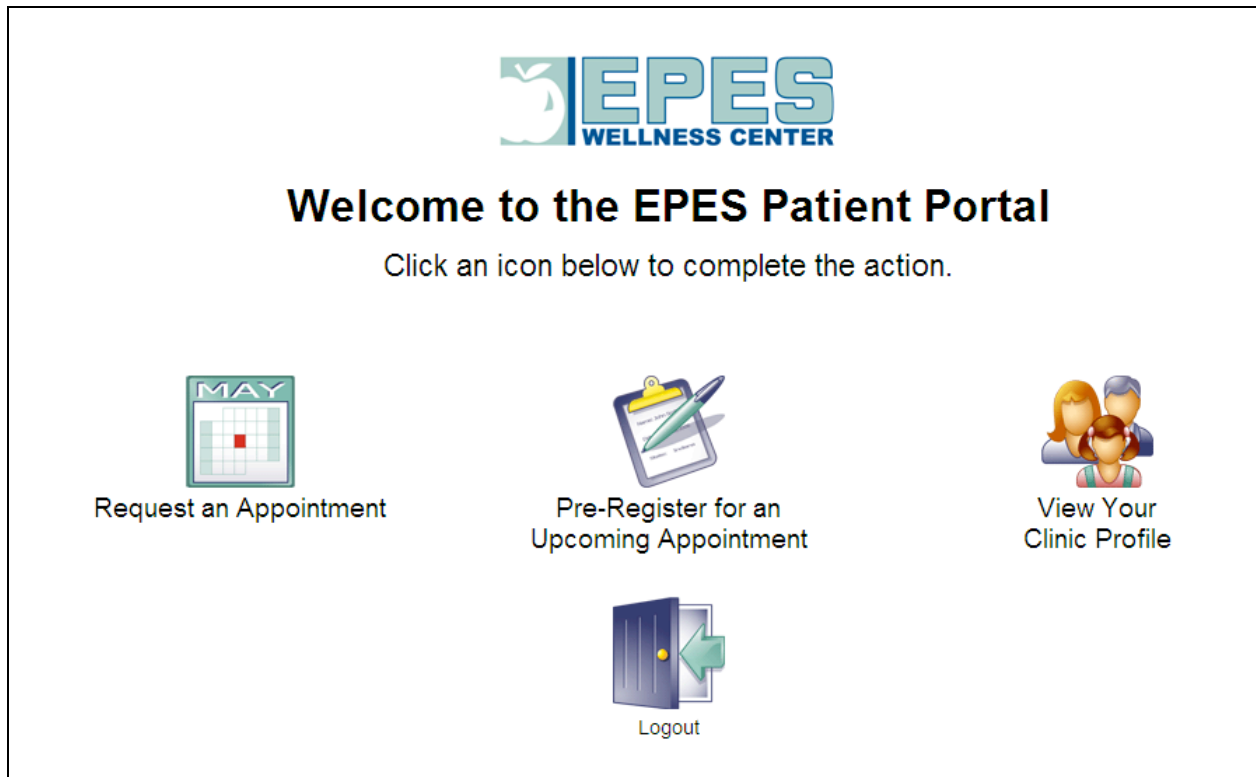 EPES
WELLNESS CENTER
Welcome to the EPES Patient Portal
Click an icon below to complete the action.
MAY
Request an Appointment
Pre-Register for an
Upcoming Appointment
View Your
Clinic Profile
Logout